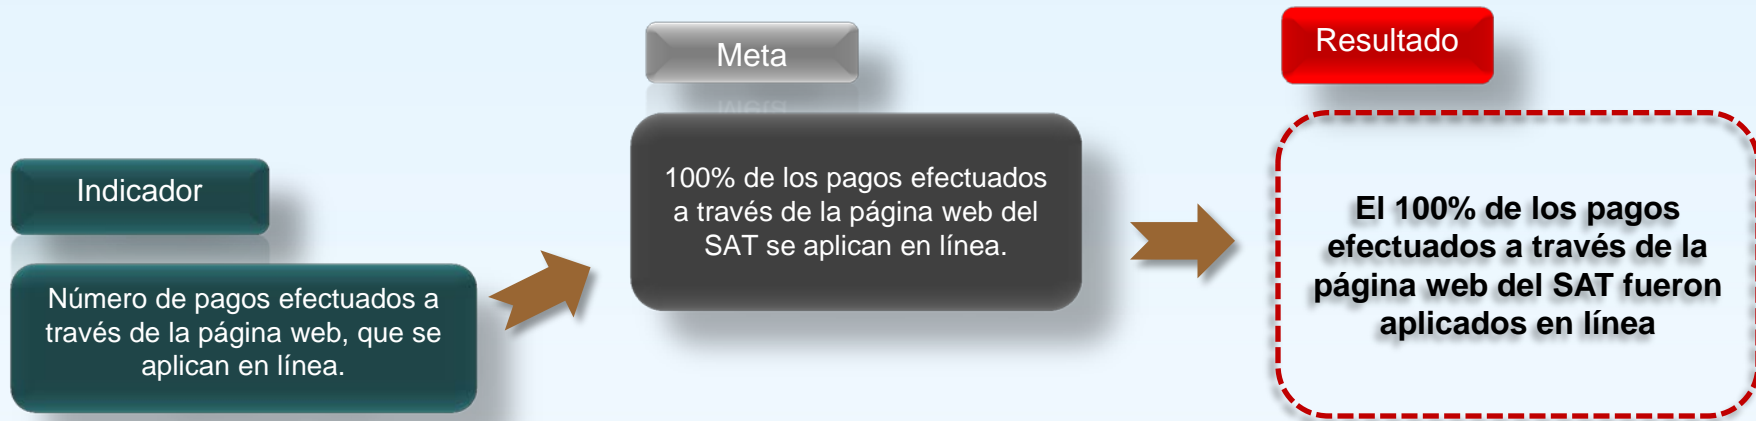 Indicador
Número de pagos efectuados a
través de la página web, que se
aplican en línea.
Meta
100% de los pagos efectuados
a través de la página web del
SAT se aplican en línea.
Resultado
El 100% de los pagos
efectuados a través de la
página web del SAT fueron
aplicados en línea